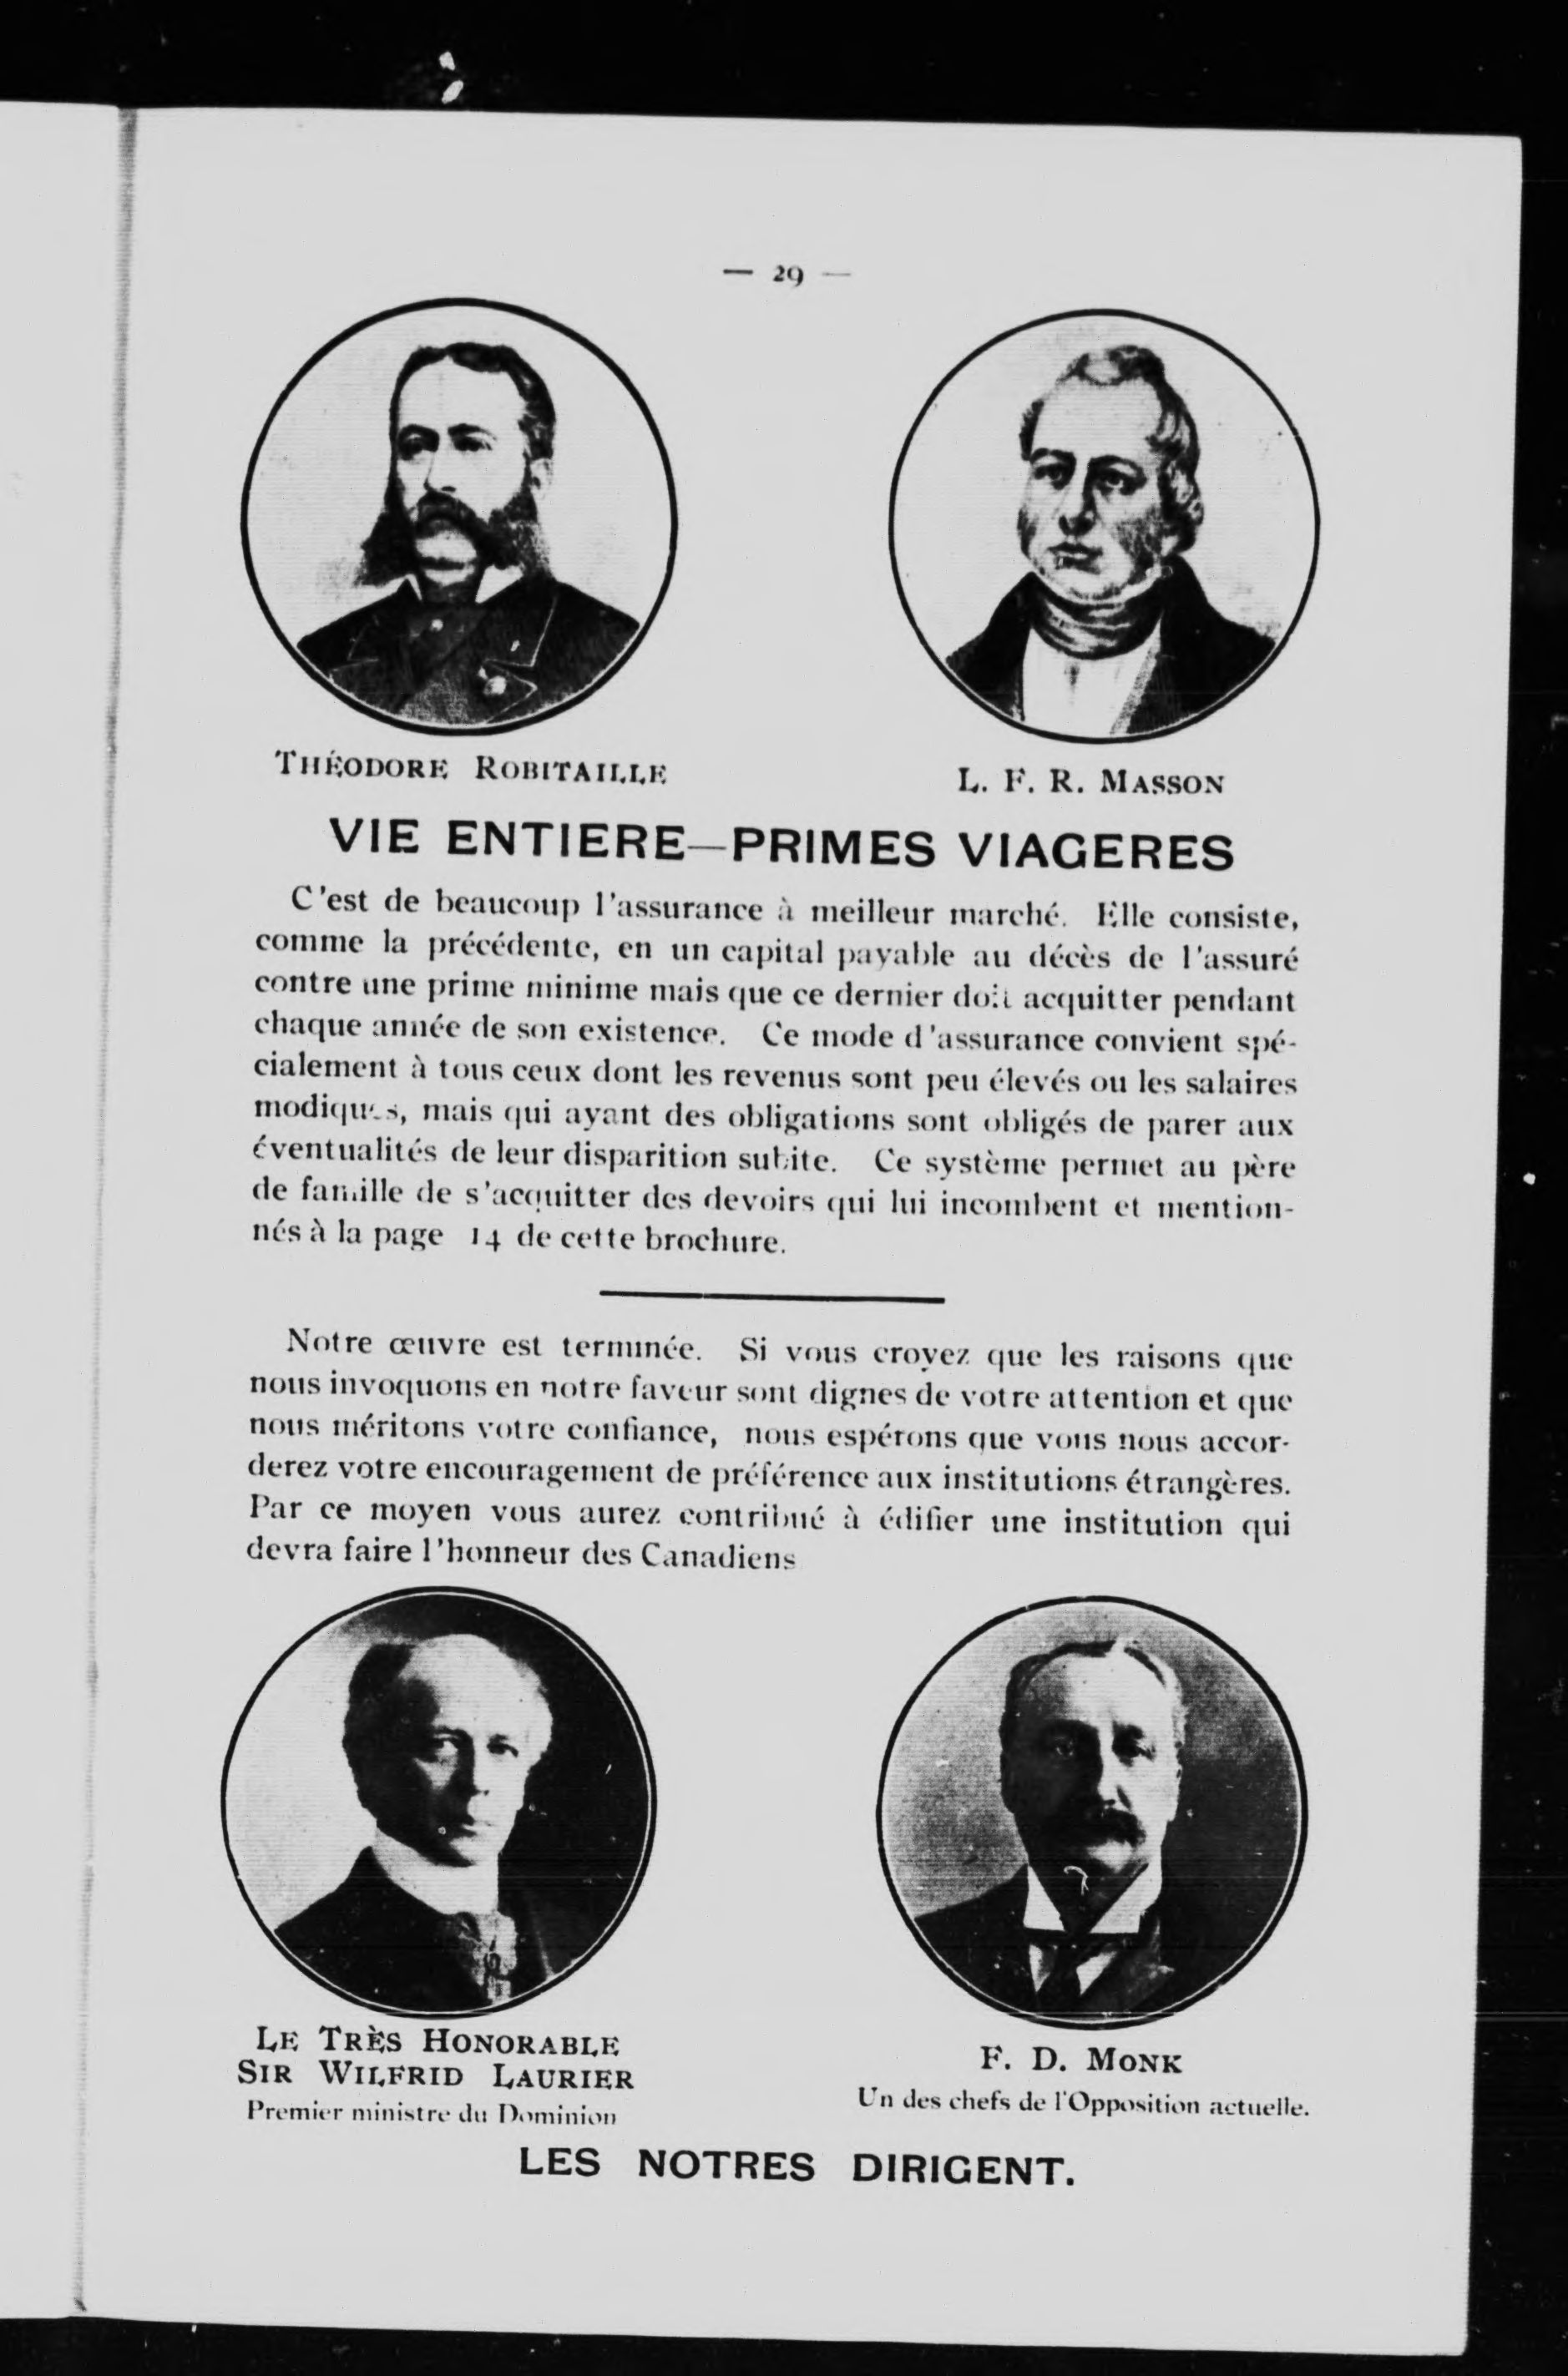 — 29 —
THÉODORE ROBITAILLE
L. F. R. MASSON
VIE ENTIERE—PRIMES VIAGERES
C'est de beaucoup l'assurance à meilleur marché. Elle consiste,
comme la précédente, en un capital payable au décès de l'assuré
contre une prime minime mais que ce dernier doit acquitter pendant
chaque année de son existence. Ce mode d'assurance convient spé-
cialement à tous ceux dont les revenus sont peu élevés ou les salaires
modiques, mais qui ayant des obligations sont obligés de parer aux
éventualités de leur disparition subite. Ce système permet au père
de famille de s'acquitter des devoirs qui lui incombent et mention-
nés à la page 14 de cette brochure.
Notre œuvre est terminée. Si vous croyez que les raisons que
nous invoquons en notre faveur sont dignes de votre attention et que
nous méritons votre confiance, nous espérons que vous nous accor-
derez votre encouragement de préférence aux institutions étrangères.
Par ce moyen vous aurez contribué à édifier une institution qui
devra faire l'honneur des Canadiens
LE TRÈS HONORABLE
SIR WILFRID LAURIER
Premier ministre du Dominion
F. D. MONK
Un des chefs de l'Opposition actuelle.
LES NOTRES DIRIGENT.